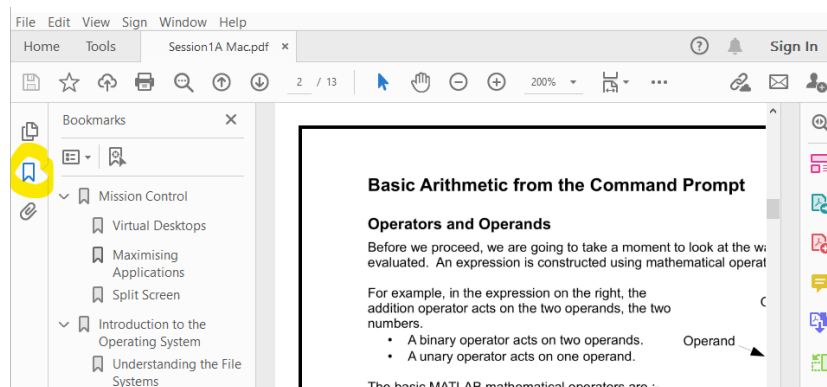 File Edit View Sign Window Help
Home Tools Session1A Mac.pdf × Sign In
2 / 13 200%
Bookmarks
Mission Control
Virtual Desktops
Maximising
Applications
Split Screen
Introduction to the
Operating System
Understanding the File
Systems
Basic Arithmetic from the Command Prompt
Operators and Operands
Before we proceed, we are going to take a moment to look at the
evaluated. An expression is constructed using mathematical operat
For example, in the expression on the right, the
addition operator acts on the two operands, the two
numbers.
• A binary operator acts on two operands.
• A unary operator acts on one operand.
Operand
The basic MATLAB mathematical operators are :-